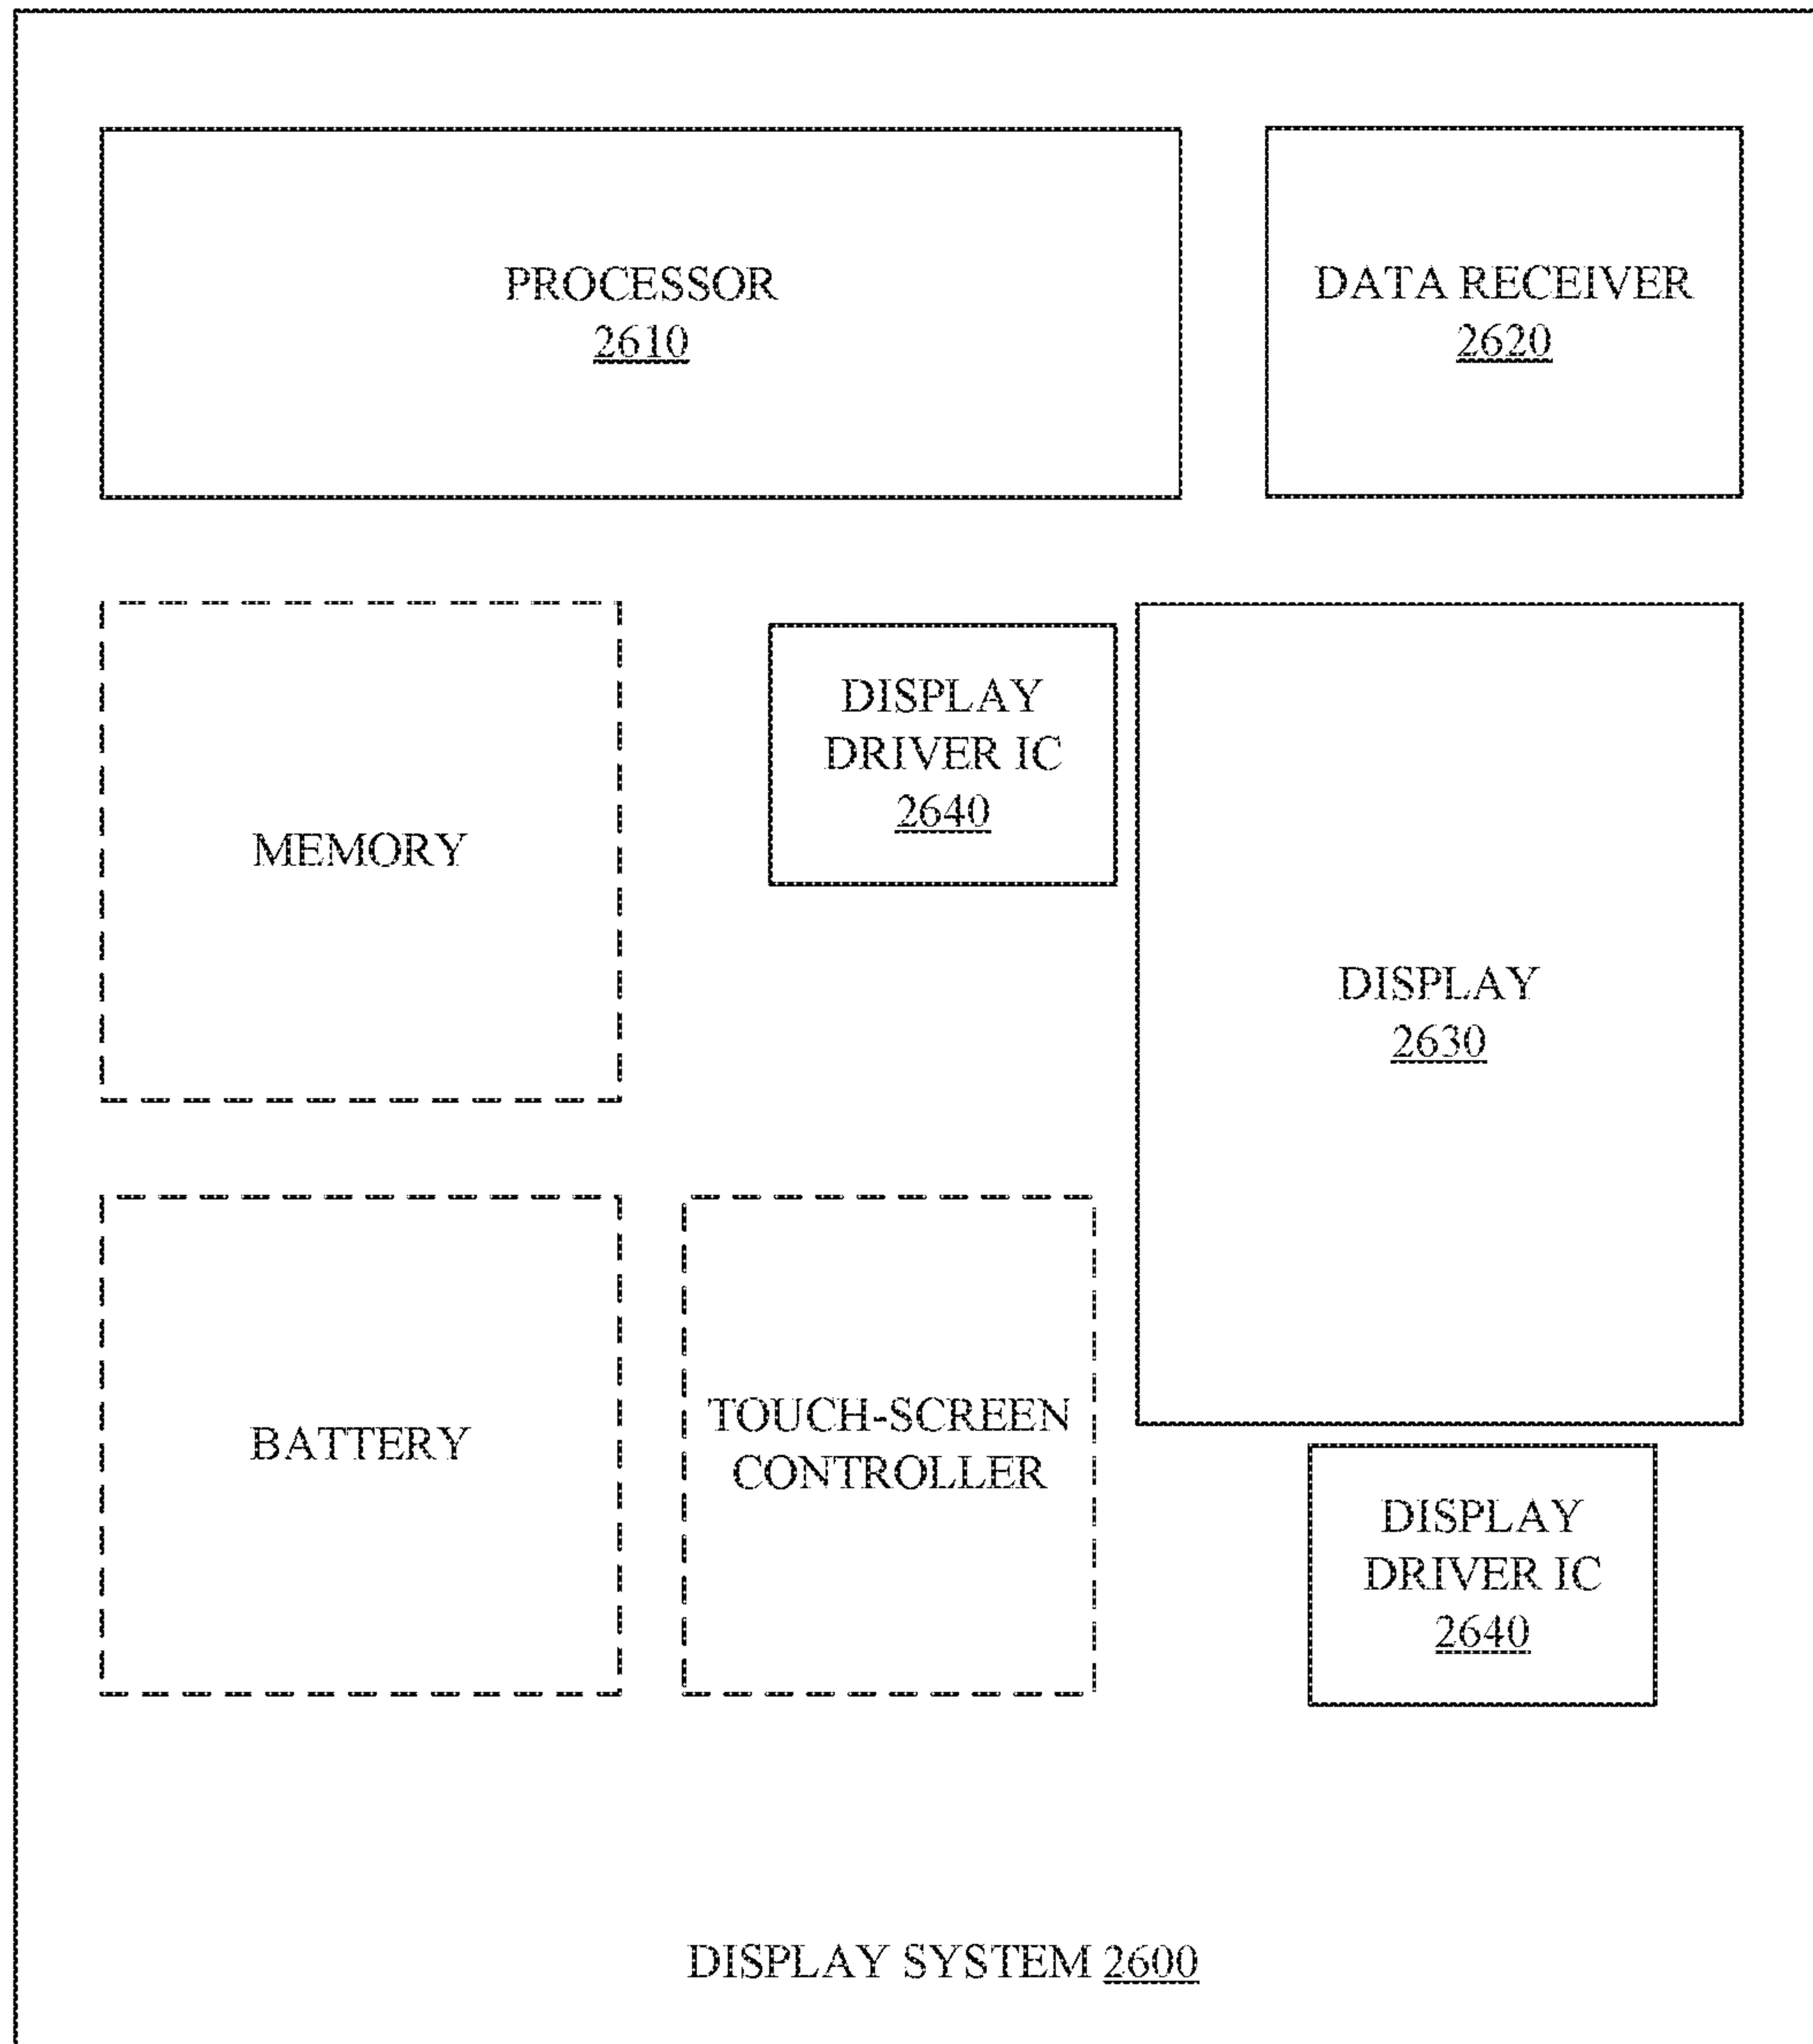 PROCESSOR
2610
DATA RECEIVER
2620
MEMORY
DISPLAY
DRIVER IC
2640
DISPLAY
2630
BATTERY
TOUCH-SCREEN
CONTROLLER
DISPLAY
DRIVER IC
2640
DISPLAY SYSTEM 2600